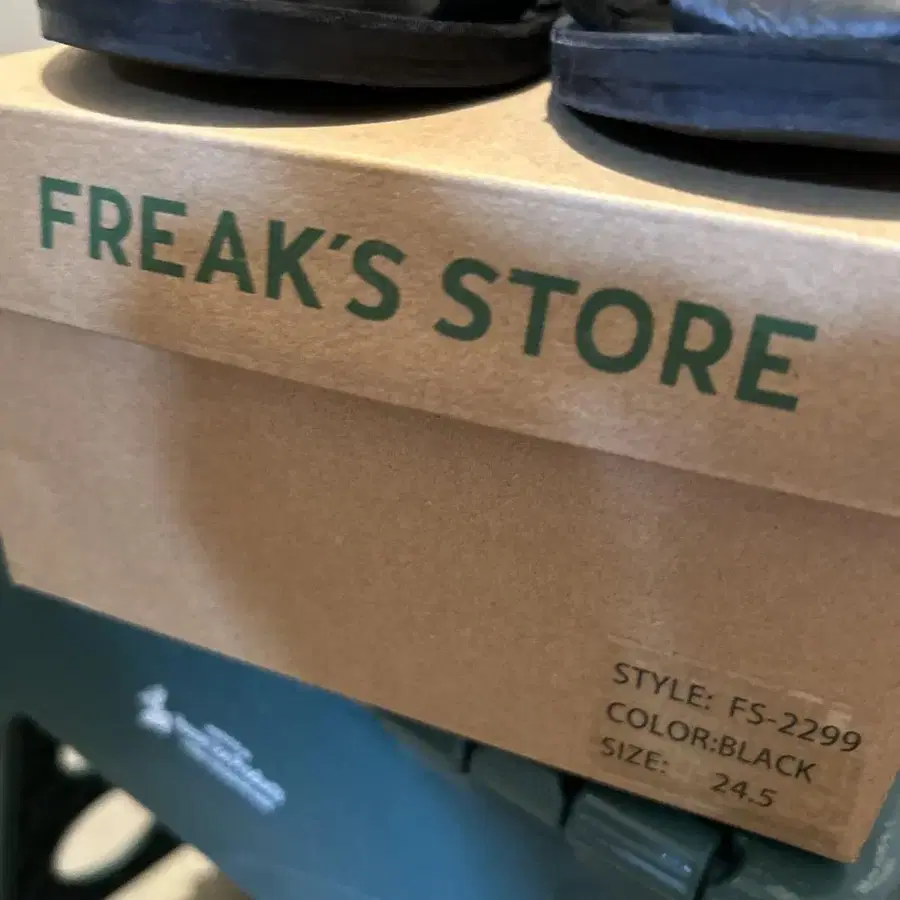 FREAK'S STORE
STYLE: FS-2299
COLOR:BLACK
SIZE: 24.5